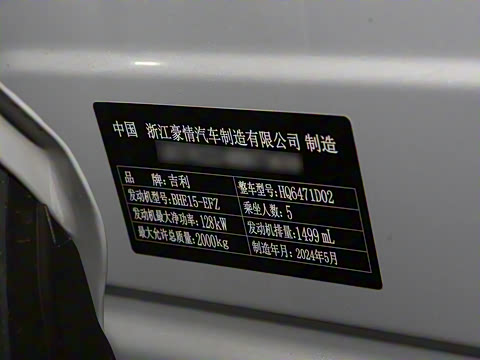 中国 浙江豪情汽车制造有限公司 制造
品 牌: 吉利 整车型号: HQ6471D02
发动机型号: BHE15-EFZ 乘坐人数: 5
发动机最大净功率: 128kW 发动机排量: 1499 mL
最大允许总质量: 2000kg 制造年月: 2024年5月